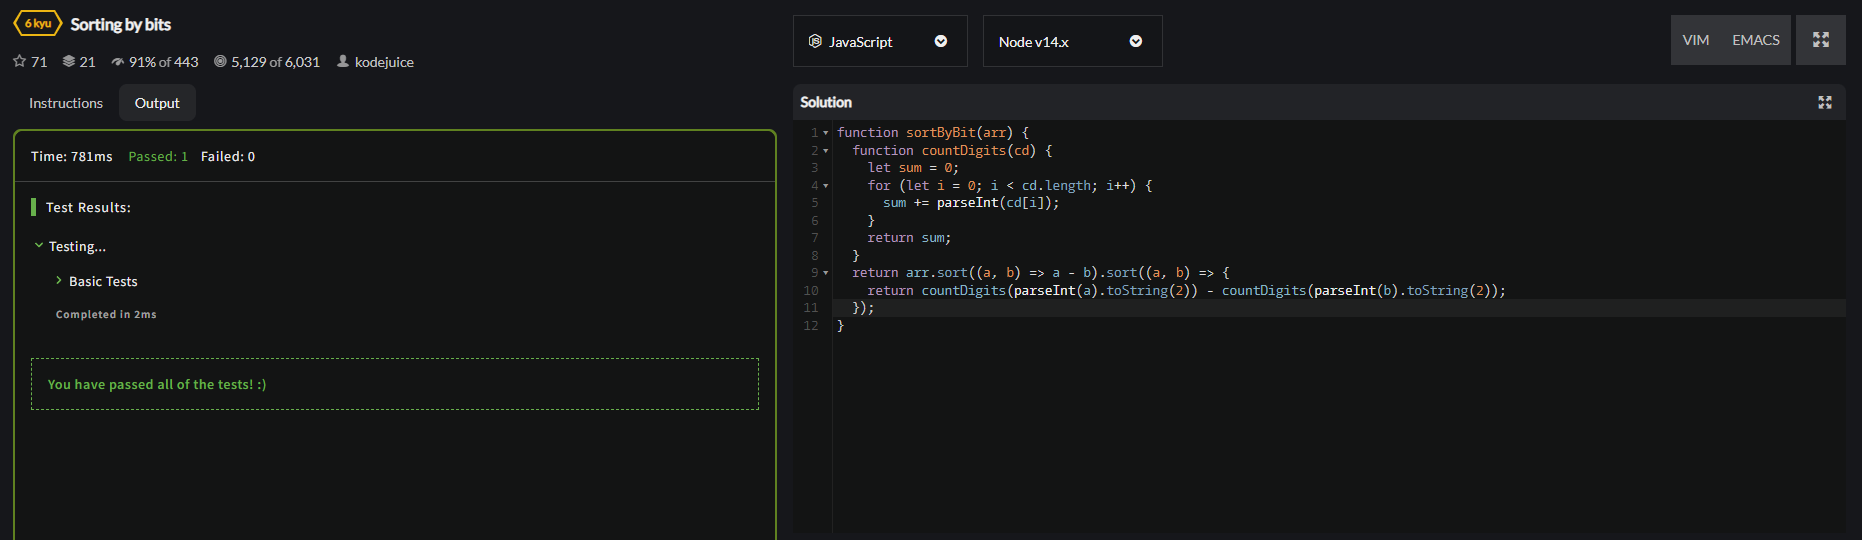 6 kyu Sorting by bits
71 21 91% of 443 5,129 of 6,031 kodejuice
Instructions Output
Time: 781ms Passed: 1 Failed: 0
Test Results:
Testing...
Basic Tests
Completed in 2ms
You have passed all of the tests! :)
JavaScript Node v14.x VIM EMACS
Solution
1 function sortByBit(arr) {
2   function countDigits(cd) {
3     let sum = 0;
4     for (let i = 0; i < cd.length; i++) {
5       sum += parseInt(cd[i]);
6     }
7     return sum;
8   }
9   return arr.sort((a, b) => a - b).sort((a, b) => {
10     return countDigits(parseInt(a).toString(2)) - countDigits(parseInt(b).toString(2));
11   });
12 }